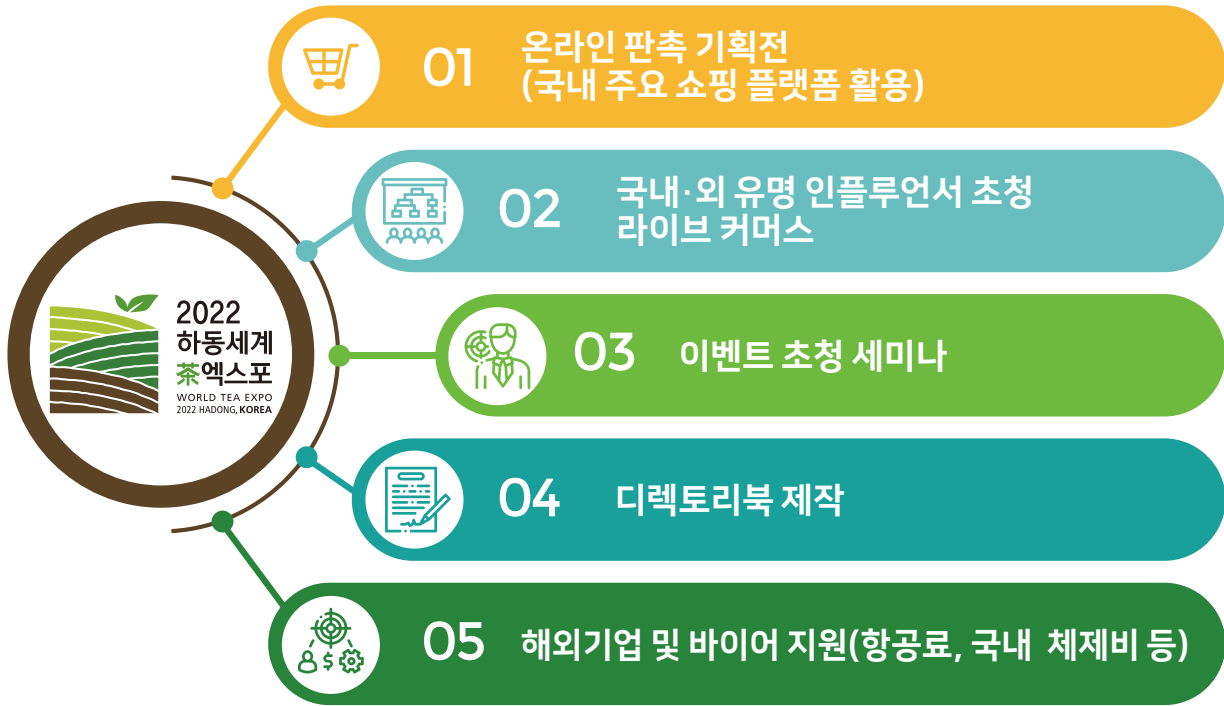 2022
하동세계
茶엑스포
WORLD TEA EXPO
2022 HADONG, KOREA
01
온라인 판촉 기획전
(국내 주요 쇼핑 플랫폼 활용)
02
국내·외 유명 인플루언서 초청
라이브 커머스
03
이벤트 초청 세미나
04
디렉토리북 제작
05
해외기업 및 바이어 지원(항공료, 국내 체제비 등)